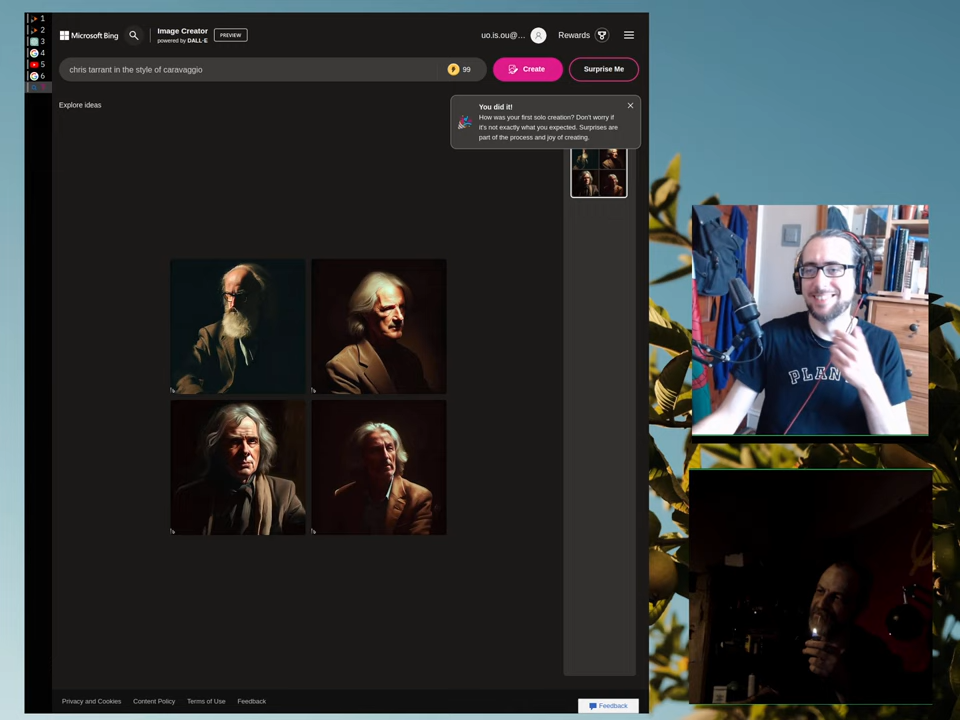 1
2
3
4
5
6
Microsoft Bing
Image Creator
powered by DALL·E
PREVIEW
uo.is.ou@...
Rewards
chris tarrant in the style of caravaggio
99
Create
Surprise Me
Explore ideas
You did it!
How was your first solo creation? Don't worry if
it's not exactly what you expected. Surprises are
part of the process and joy of creating.
PLAN
Privacy and Cookies
Content Policy
Terms of Use
Feedback
Feedback